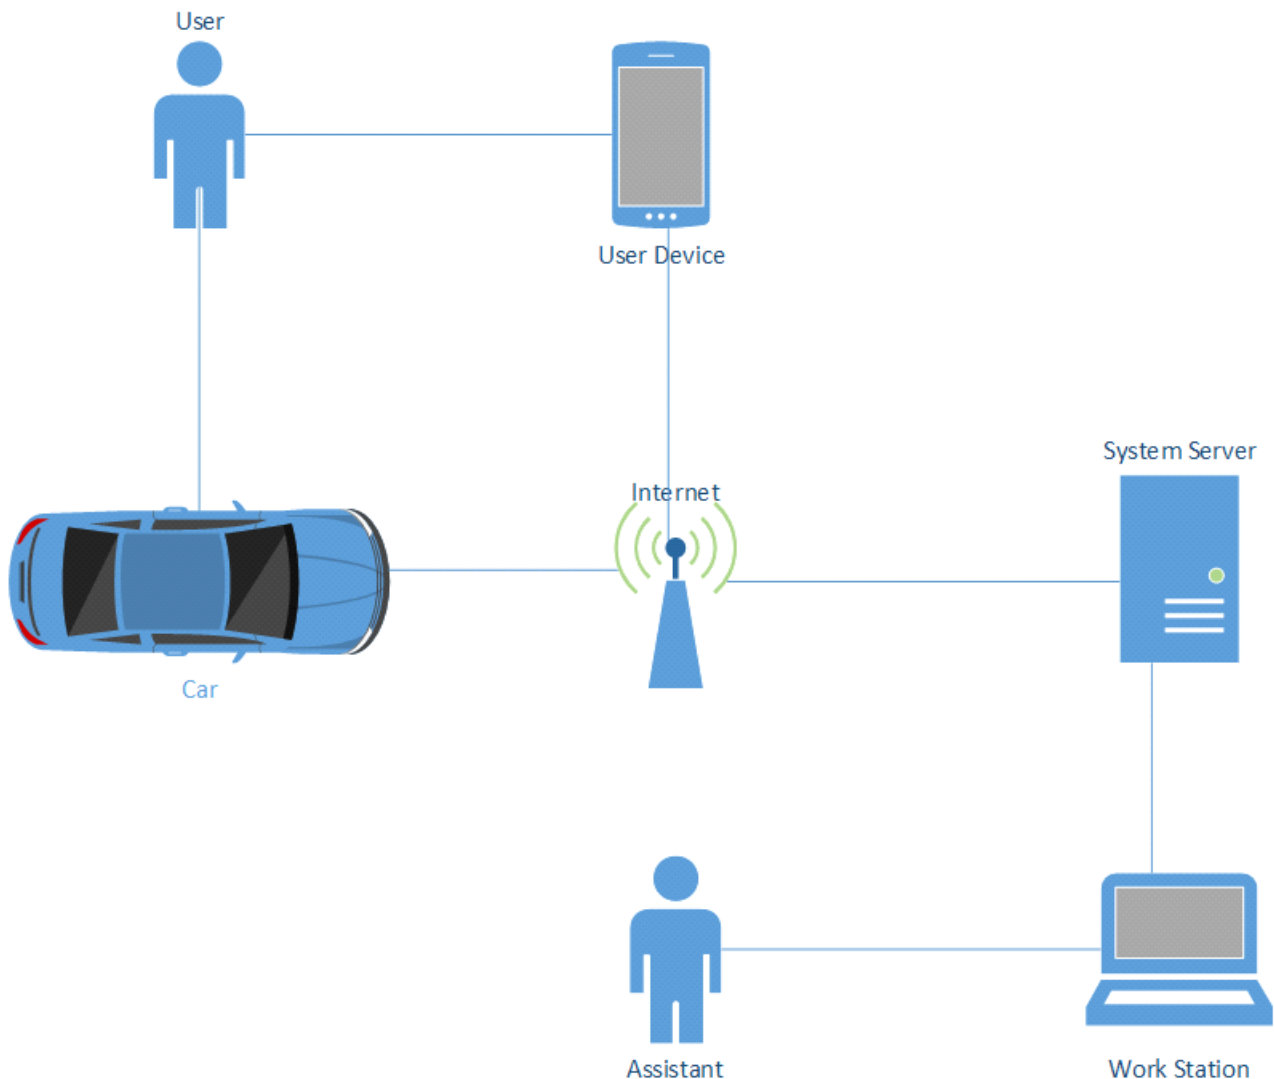 User
User Device
System Server
Internet
Car
Assistant
Work Station